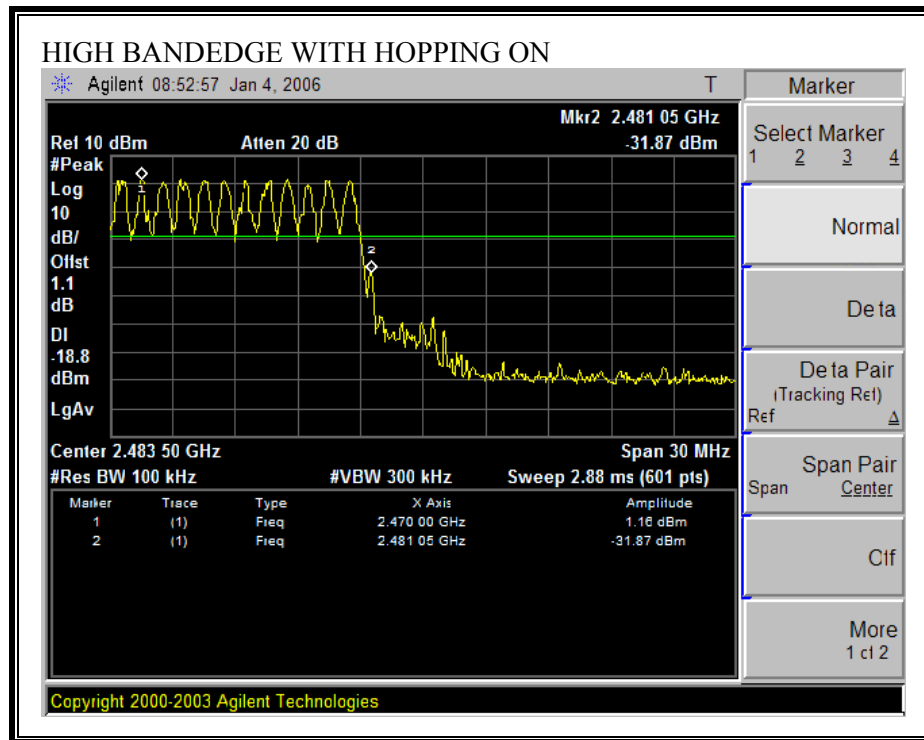 HIGH BANDEDGE WITH HOPPING ON
Agilent 08:52:57 Jan 4, 2006 T
Mkr2 2.481 05 GHz
Ref 10 dBm Atten 20 dB -31.87 dBm
#Peak
Log
10
dB/
Offst
1.1
dB
DI
-18.8
dBm
LgAv
1
2
Center 2.483 50 GHz Span 30 MHz
#Res BW 100 kHz #VBW 300 kHz Sweep 2.88 ms (601 pts)
Marker Trace Type X Axis Amplitude
1 (1) Freq 2.470 00 GHz 1.16 dBm
2 (1) Freq 2.481 05 GHz -31.87 dBm
Copyright 2000-2003 Agilent Technologies
Marker
Select Marker
1 2 3 4
Normal
Delta
Delta Pair
(Tracking Ref)
Ref Δ
Span Pair
Span Center
Off
More
1 of 2